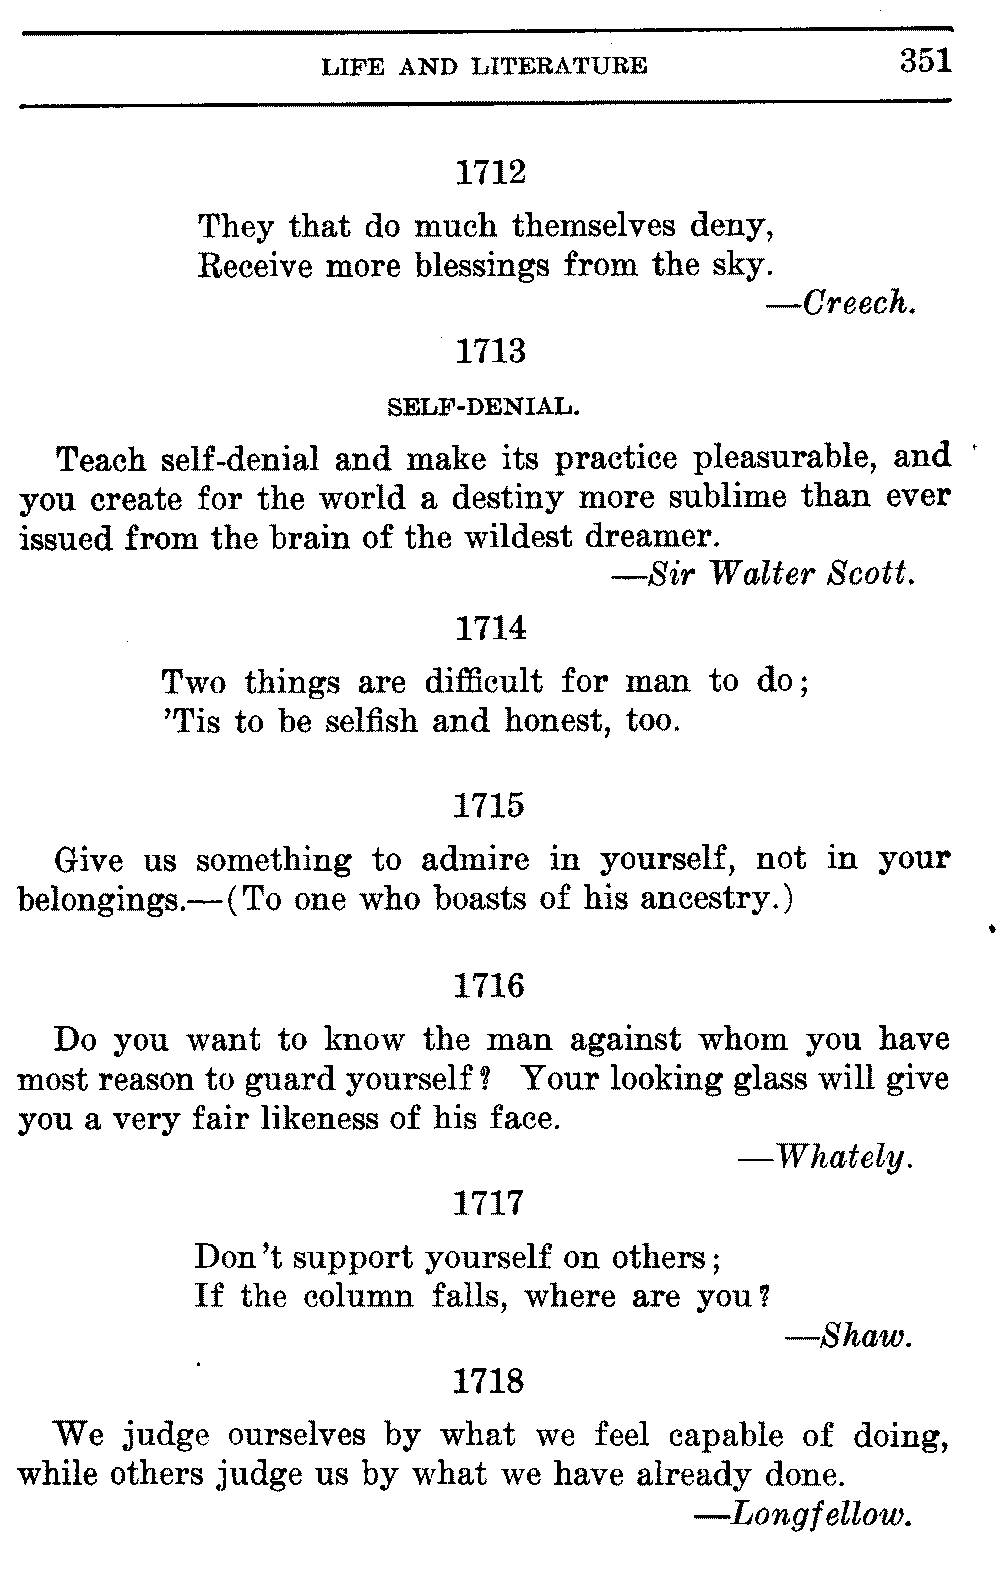 LIFE AND LITERATURE 351
1712
They that do much themselves deny,
Receive more blessings from the sky.
—Creech.
1713
SELF-DENIAL.
Teach self-denial and make its practice pleasurable, and
you create for the world a destiny more sublime than ever
issued from the brain of the wildest dreamer.
—Sir Walter Scott.
1714
Two things are difficult for man to do;
'Tis to be selfish and honest, too.
1715
Give us something to admire in yourself, not in your
belongings.—(To one who boasts of his ancestry.)
1716
Do you want to know the man against whom you have
most reason to guard yourself? Your looking glass will give
you a very fair likeness of his face.
—Whately.
1717
Don't support yourself on others;
If the column falls, where are you?
—Shaw.
1718
We judge ourselves by what we feel capable of doing,
while others judge us by what we have already done.
—Longfellow.